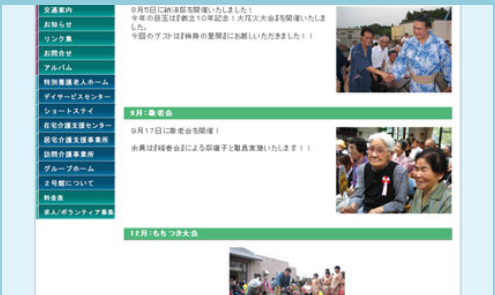 交通案内
お知らせ
リンク集
お問合せ
アルバム
特別養護老人ホーム
デイサービスセンター
ショートステイ
在宅介護支援センター
居宅介護支援事業所
訪問介護事業所
グループホーム
2号館について
料金表
求人/ボランティア募集
8月5日に納涼祭を開催いたしました！
今年の目玉は『創立10年記念！大花火大会』を開催いたしま
した。
今回のゲストは『 の里関』にお越しいただきました！！
9月：敬老会
9月17日に敬老会を開催！
余興は『 会』による と職員実施いたします！！
12月：もちつき大会